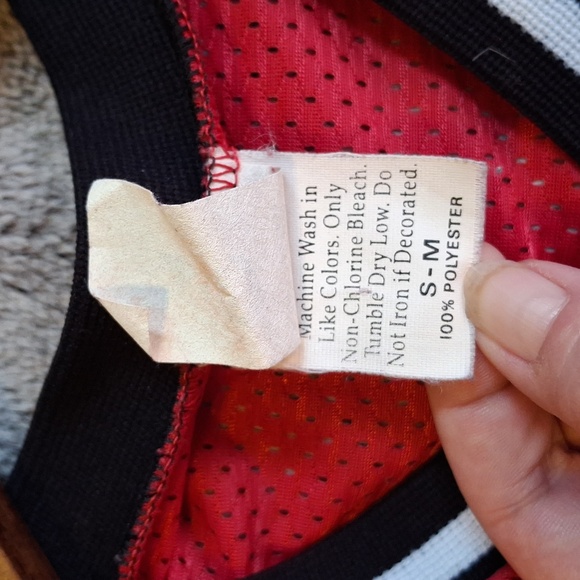 Machine Wash in
Like Colors. Only
Non-Chlorine Bleach.
Tumble Dry Low. Do
Not Iron if Decorated.
S-M
100% POLYESTER